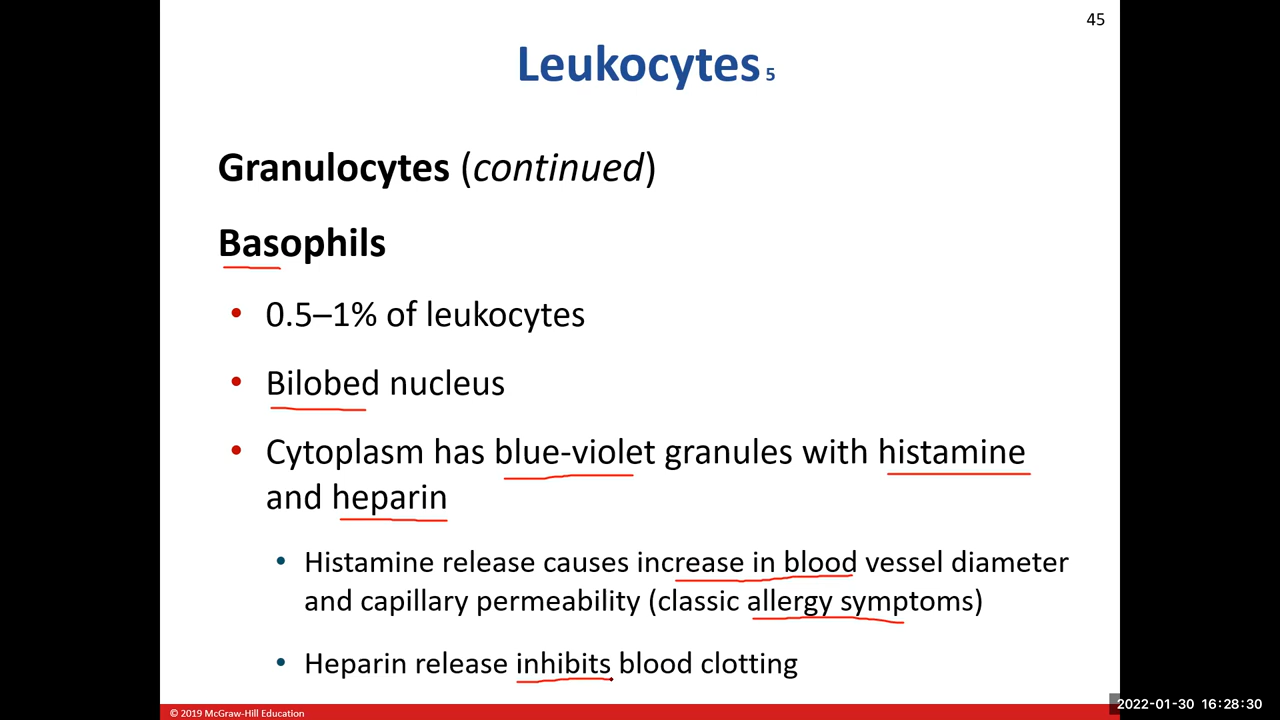 45
Leukocytes 5
Granulocytes (continued)
Basophils
• 0.5–1% of leukocytes
• Bilobed nucleus
• Cytoplasm has blue-violet granules with histamine
and heparin
• Histamine release causes increase in blood vessel diameter
and capillary permeability (classic allergy symptoms)
• Heparin release inhibits blood clotting
© 2019 McGraw-Hill Education
2022-01-30 16:28:30